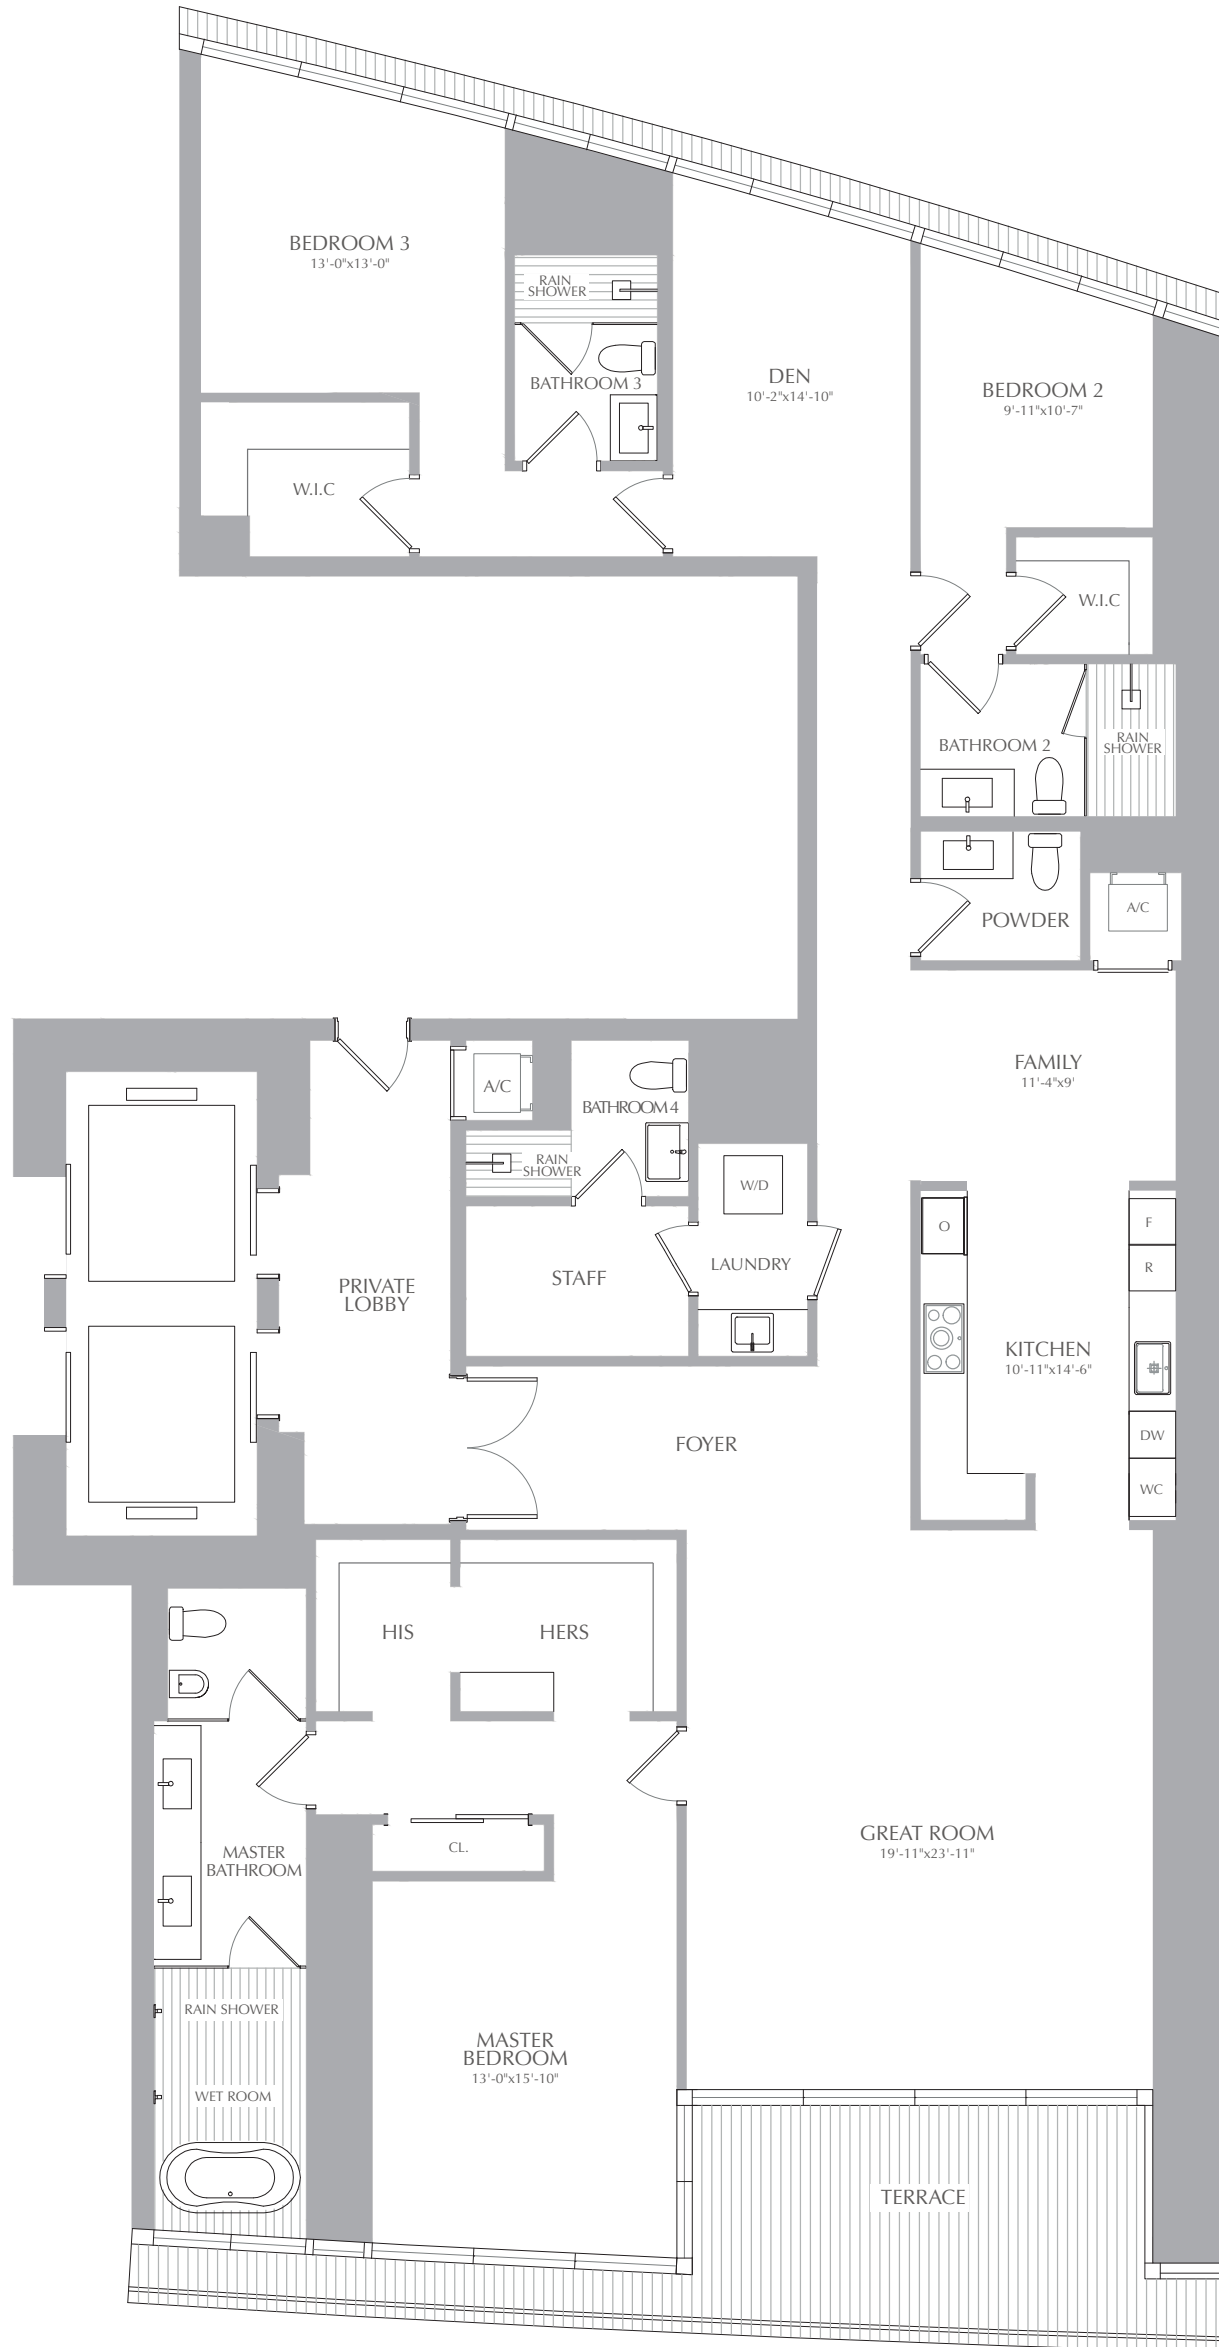 BEDROOM 3
13'-0"x13'-0"
RAIN
SHOWER
BATHROOM 3
DEN
10'-2"x14'-10"
BEDROOM 2
9'-11"x10'-7"
W.I.C
W.I.C
BATHROOM 2
RAIN
SHOWER
POWDER
A/C
FAMILY
11'-4"x9'
A/C
BATHROOM 4
RAIN
SHOWER
W/D
STAFF
LAUNDRY
PRIVATE
LOBBY
O
F
R
KITCHEN
10'-11"x14'-6"
DW
WC
FOYER
HIS
HERS
GREAT ROOM
19'-11"x23'-11"
CL.
MASTER
BATHROOM
RAIN SHOWER
WET ROOM
MASTER
BEDROOM
13'-0"x15'-10"
TERRACE